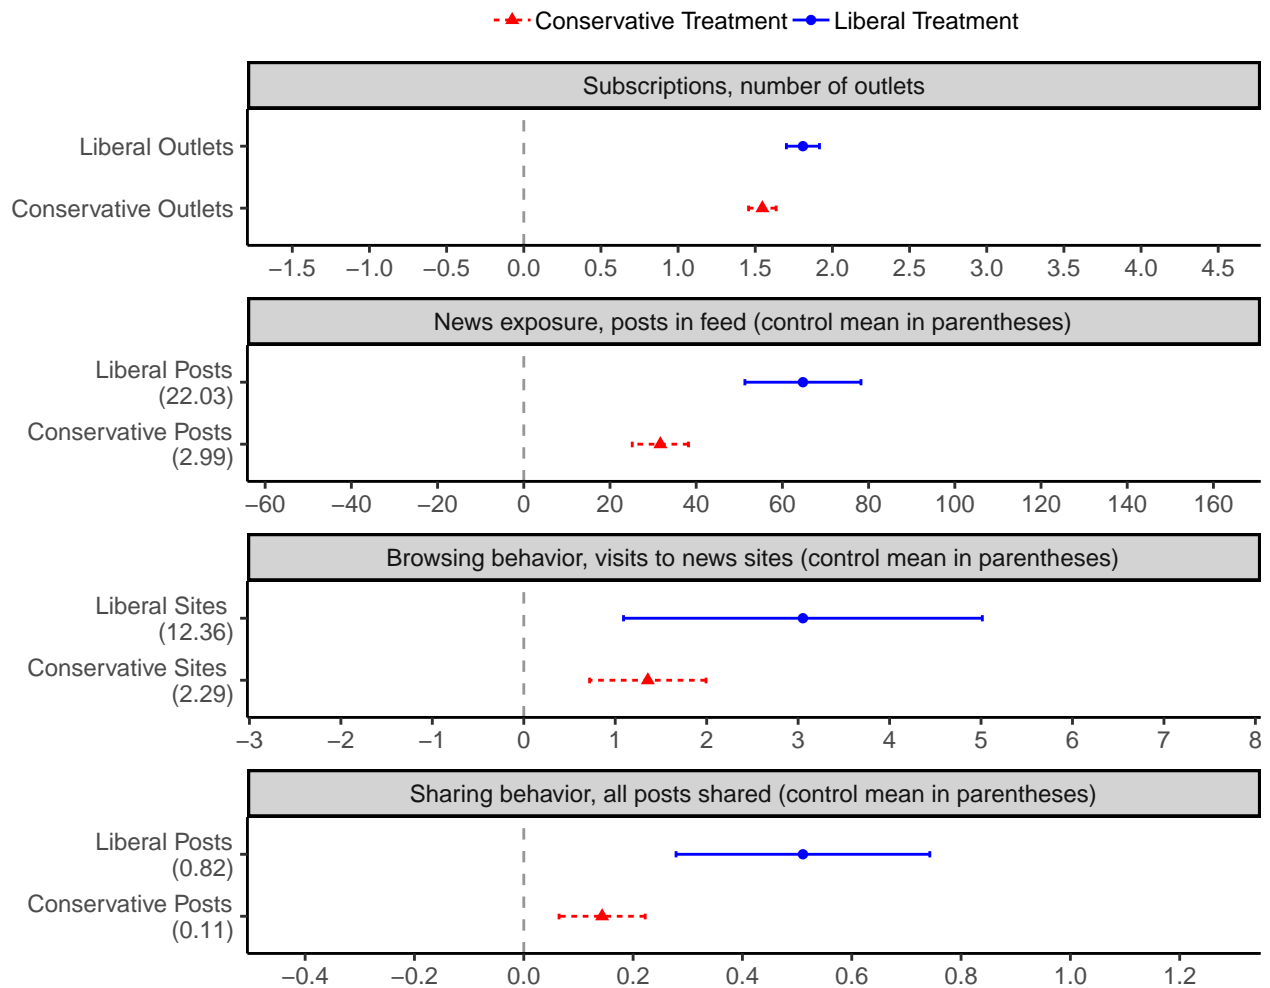 Conservative Treatment Liberal Treatment
Subscriptions, number of outlets
Liberal Outlets
Conservative Outlets
−1.5 −1.0 −0.5 0.0 0.5 1.0 1.5 2.0 2.5 3.0 3.5 4.0 4.5
News exposure, posts in feed (control mean in parentheses)
Liberal Posts
(22.03)
Conservative Posts
(2.99)
−60 −40 −20 0 20 40 60 80 100 120 140 160
Browsing behavior, visits to news sites (control mean in parentheses)
Liberal Sites
(12.36)
Conservative Sites
(2.29)
−3 −2 −1 0 1 2 3 4 5 6 7 8
Sharing behavior, all posts shared (control mean in parentheses)
Liberal Posts
(0.82)
Conservative Posts
(0.11)
−0.4 −0.2 0.0 0.2 0.4 0.6 0.8 1.0 1.2